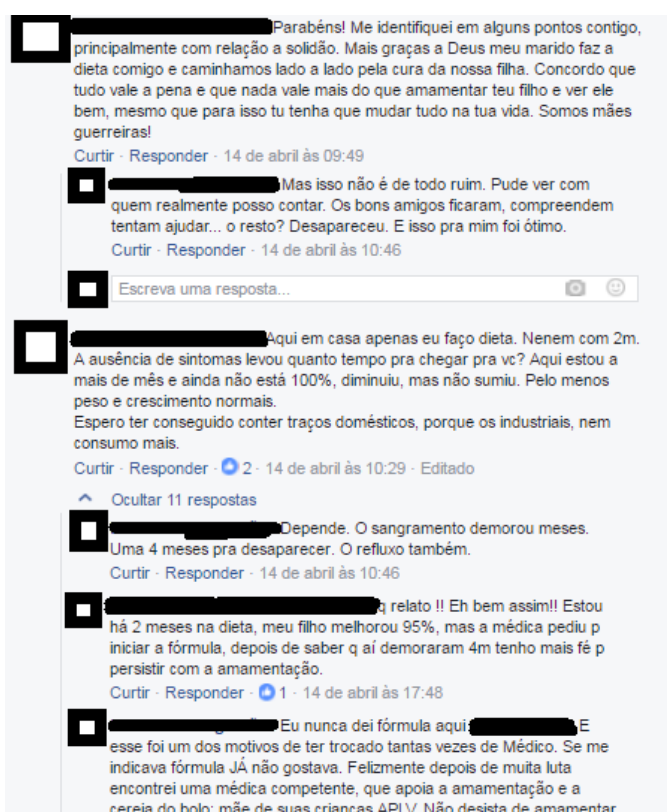 Parabéns! Me identifiquei em alguns pontos contigo,
principalmente com relação a solidão. Mais graças a Deus meu marido faz a
dieta comigo e caminhamos lado a lado pela cura da nossa filha. Concordo que
tudo vale a pena e que nada vale mais do que amamentar teu filho e ver ele
bem, mesmo que para isso tu tenha que mudar tudo na tua vida. Somos mães
guerreiras!
Curtir · Responder · 14 de abril às 09:49
Mas isso não é de todo ruim. Pude ver com
quem realmente posso contar. Os bons amigos ficaram, compreendem
tentam ajudar... o resto? Desapareceu. E isso pra mim foi ótimo.
Curtir · Responder · 14 de abril às 10:46
Escreva uma resposta...
Aqui em casa apenas eu faço dieta. Nenem com 2m.
A ausência de sintomas levou quanto tempo pra chegar pra vc? Aqui estou a
mais de mês e ainda não está 100%, diminuiu, mas não sumiu. Pelo menos
peso e crescimento normais.
Espero ter conseguido conter traços domésticos, porque os industriais, nem
consumo mais.
Curtir · Responder · 2 · 14 de abril às 10:29 · Editado
Ocultar 11 respostas
Depende. O sangramento demorou meses.
Uma 4 meses pra desaparecer. O refluxo também.
Curtir · Responder · 14 de abril às 10:46
q relato !! Eh bem assim!! Estou
há 2 meses na dieta, meu filho melhorou 95%, mas a médica pediu p
iniciar a fórmula, depois de saber q aí demoraram 4m tenho mais fé p
persistir com a amamentação.
Curtir · Responder · 1 · 14 de abril às 17:48
Eu nunca dei fórmula aqui E
esse foi um dos motivos de ter trocado tantas vezes de Médico. Se me
indicava fórmula JÁ não gostava. Felizmente depois de muita luta
encontrei uma médica competente, que apoia a amamentação e a
cereja do bolo: mãe de suas crianças APLV. Não desista de amamentar